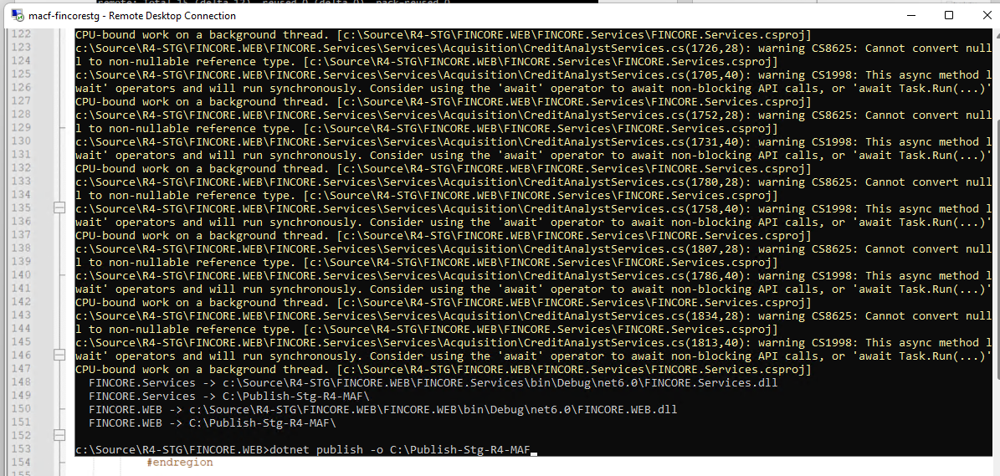 macf-fincorestg - Remote Desktop Connection
122 CPU-bound work on a background thread. [c:\Source\R4-STG\FINCORE.WEB\FINCORE.Services\FINCORE.Services.csproj]
123 c:\Source\R4-STG\FINCORE.WEB\FINCORE.Services\Services\Acquisition\CreditAnalystServices.cs(1726,28): warning CS8625: Cannot convert null
124 l to non-nullable reference type. [c:\Source\R4-STG\FINCORE.WEB\FINCORE.Services\FINCORE.Services.csproj]
125 c:\Source\R4-STG\FINCORE.WEB\FINCORE.Services\Services\Acquisition\CreditAnalystServices.cs(1705,40): warning CS1998: This async method l
126 wait' operators and will run synchronously. Consider using the 'await' operator to await non-blocking API calls, or 'await Task.Run(...)'
127 CPU-bound work on a background thread. [c:\Source\R4-STG\FINCORE.WEB\FINCORE.Services\FINCORE.Services.csproj]
128 c:\Source\R4-STG\FINCORE.WEB\FINCORE.Services\Services\Acquisition\CreditAnalystServices.cs(1752,28): warning CS8625: Cannot convert null
129 l to non-nullable reference type. [c:\Source\R4-STG\FINCORE.WEB\FINCORE.Services\FINCORE.Services.csproj]
130 c:\Source\R4-STG\FINCORE.WEB\FINCORE.Services\Services\Acquisition\CreditAnalystServices.cs(1731,40): warning CS1998: This async method l
131 wait' operators and will run synchronously. Consider using the 'await' operator to await non-blocking API calls, or 'await Task.Run(...)'
132 CPU-bound work on a background thread. [c:\Source\R4-STG\FINCORE.WEB\FINCORE.Services\FINCORE.Services.csproj]
133 c:\Source\R4-STG\FINCORE.WEB\FINCORE.Services\Services\Acquisition\CreditAnalystServices.cs(1780,28): warning CS8625: Cannot convert null
134 l to non-nullable reference type. [c:\Source\R4-STG\FINCORE.WEB\FINCORE.Services\FINCORE.Services.csproj]
135 c:\Source\R4-STG\FINCORE.WEB\FINCORE.Services\Services\Acquisition\CreditAnalystServices.cs(1758,40): warning CS1998: This async method l
136 wait' operators and will run synchronously. Consider using the 'await' operator to await non-blocking API calls, or 'await Task.Run(...)'
137 CPU-bound work on a background thread. [c:\Source\R4-STG\FINCORE.WEB\FINCORE.Services\FINCORE.Services.csproj]
138 c:\Source\R4-STG\FINCORE.WEB\FINCORE.Services\Services\Acquisition\CreditAnalystServices.cs(1807,28): warning CS8625: Cannot convert null
139 l to non-nullable reference type. [c:\Source\R4-STG\FINCORE.WEB\FINCORE.Services\FINCORE.Services.csproj]
140 c:\Source\R4-STG\FINCORE.WEB\FINCORE.Services\Services\Acquisition\CreditAnalystServices.cs(1786,40): warning CS1998: This async method l
141 wait' operators and will run synchronously. Consider using the 'await' operator to await non-blocking API calls, or 'await Task.Run(...)'
142 CPU-bound work on a background thread. [c:\Source\R4-STG\FINCORE.WEB\FINCORE.Services\FINCORE.Services.csproj]
143 c:\Source\R4-STG\FINCORE.WEB\FINCORE.Services\Services\Acquisition\CreditAnalystServices.cs(1834,28): warning CS8625: Cannot convert null
144 l to non-nullable reference type. [c:\Source\R4-STG\FINCORE.WEB\FINCORE.Services\FINCORE.Services.csproj]
145 c:\Source\R4-STG\FINCORE.WEB\FINCORE.Services\Services\Acquisition\CreditAnalystServices.cs(1813,40): warning CS1998: This async method l
146 wait' operators and will run synchronously. Consider using the 'await' operator to await non-blocking API calls, or 'await Task.Run(...)'
147 CPU-bound work on a background thread. [c:\Source\R4-STG\FINCORE.WEB\FINCORE.Services\FINCORE.Services.csproj]
148 FINCORE.Services -> c:\Source\R4-STG\FINCORE.WEB\FINCORE.Services\bin\Debug\net6.0\FINCORE.Services.dll
149 FINCORE.Services -> C:\Publish-Stg-R4-MAF\
150 FINCORE.WEB -> c:\Source\R4-STG\FINCORE.WEB\FINCORE.WEB\bin\Debug\net6.0\FINCORE.WEB.dll
151 FINCORE.WEB -> C:\Publish-Stg-R4-MAF\
152
153 c:\Source\R4-STG\FINCORE.WEB>dotnet publish -o C:\Publish-Stg-R4-MAF_
154 #endregion
155